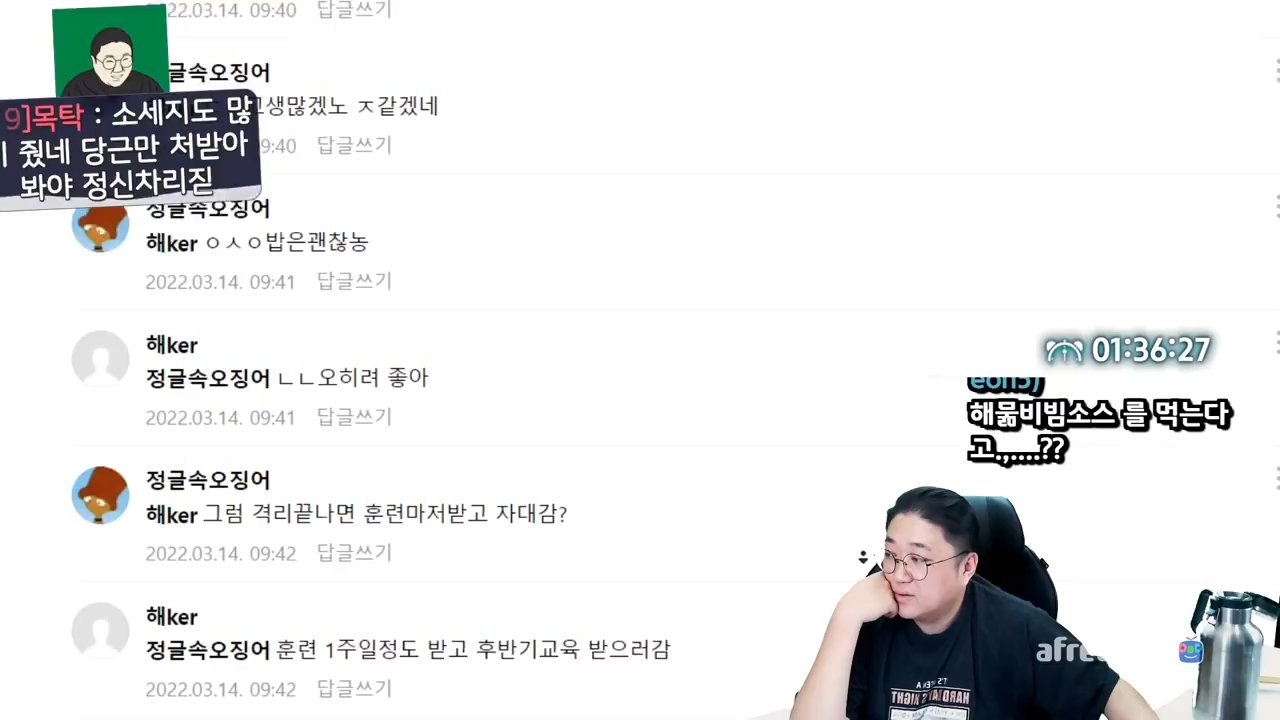 22.03.14. 09:40 답글쓰기
글속오징어
생많겠노 ㅈ같겠네
9:40 답글쓰기
9]목탁 : 소세지도 많
줬네 당근만 처받아
봐야 정신차리짇
정글속오징어
해ker ㅇㅅㅇ밥은괜찮농
2022.03.14. 09:41 답글쓰기
해ker
정글속오징어 ㄴㄴ오히려 좋아
2022.03.14. 09:41 답글쓰기
정글속오징어
해ker 그럼 격리끝나면 훈련마저받고 자대감?
2022.03.14. 09:42 답글쓰기
해ker
정글속오징어 훈련 1주일정도 받고 후반기교육 받으러감
2022.03.14. 09:42 답글쓰기
01:36:27
eon5)
해묾비빔소스 를 먹는다
고.,....??
afre